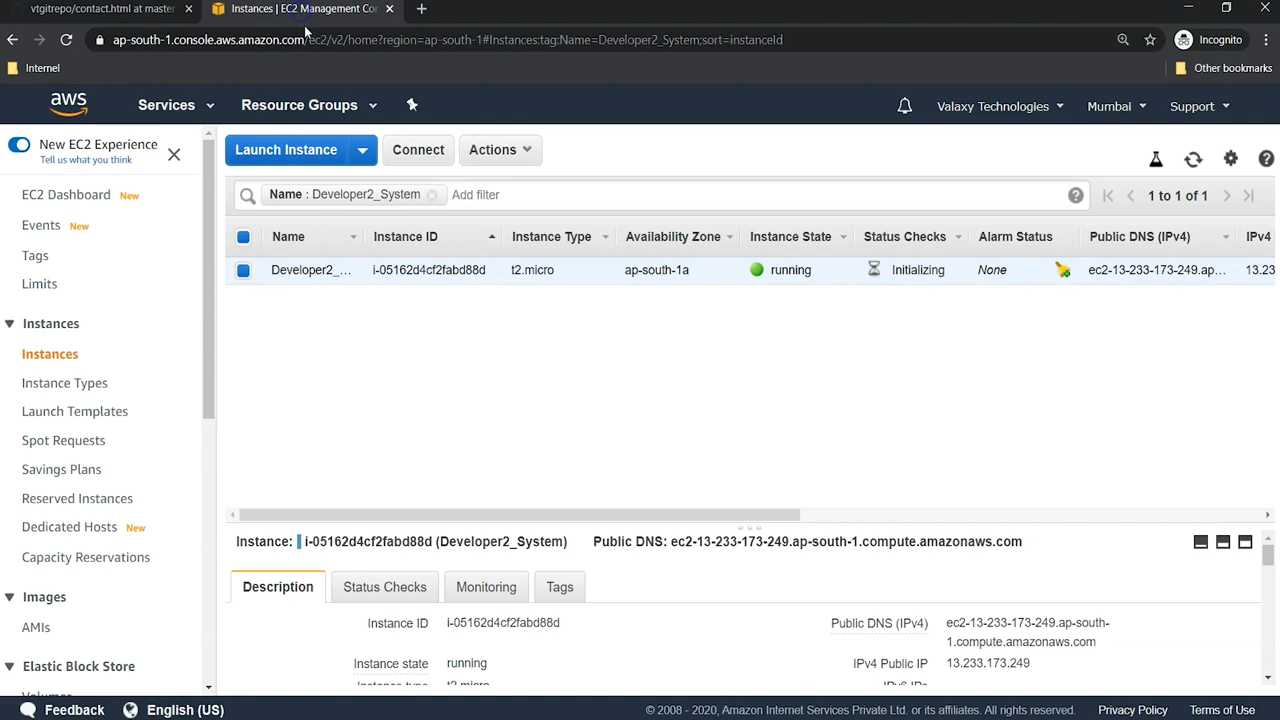 vtgitrepo/contact.html at master
Instances | EC2 Management Co
Incognito
ap-south-1.console.aws.amazon.com/ec2/v2/home?region=ap-south-1#Instances:tag:Name=Developer2_System;sort=instanceId
Internet
Other bookmarks
aws
Services
Resource Groups
Valaxy Technologies
Mumbai
Support
New EC2 Experience
Tell us what you think
Launch Instance
Connect
Actions
EC2 Dashboard New
Events New
Tags
Limits
Instances
Instances
Instance Types
Launch Templates
Spot Requests
Savings Plans
Reserved Instances
Dedicated Hosts New
Capacity Reservations
Images
AMIs
Elastic Block Store
Name : Developer2_System
Add filter
1 to 1 of 1
Name Instance ID Instance Type Availability Zone Instance State Status Checks Alarm Status Public DNS (IPv4) IPv4
Developer2_... i-05162d4cf2fabd88d t2.micro ap-south-1a running Initializing None ec2-13-233-173-249.ap... 13.23
Instance: i-05162d4cf2fabd88d (Developer2_System) Public DNS: ec2-13-233-173-249.ap-south-1.compute.amazonaws.com
Description Status Checks Monitoring Tags
Instance ID i-05162d4cf2fabd88d
Public DNS (IPv4) ec2-13-233-173-249.ap-south-
1.compute.amazonaws.com
Instance state running
IPv4 Public IP 13.233.173.249
Feedback
English (US)
© 2008 - 2020, Amazon Internet Services Private Ltd. or its affiliates. All rights reserved.
Privacy Policy
Terms of Use